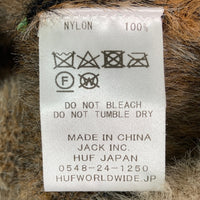 NYLON 100%
DO NOT BLEACH
DO NOT TUMBLE DRY
MADE IN CHINA
JACK INC.
HUF JAPAN
0548-24-1250
HUFWORLDWIDE.JP